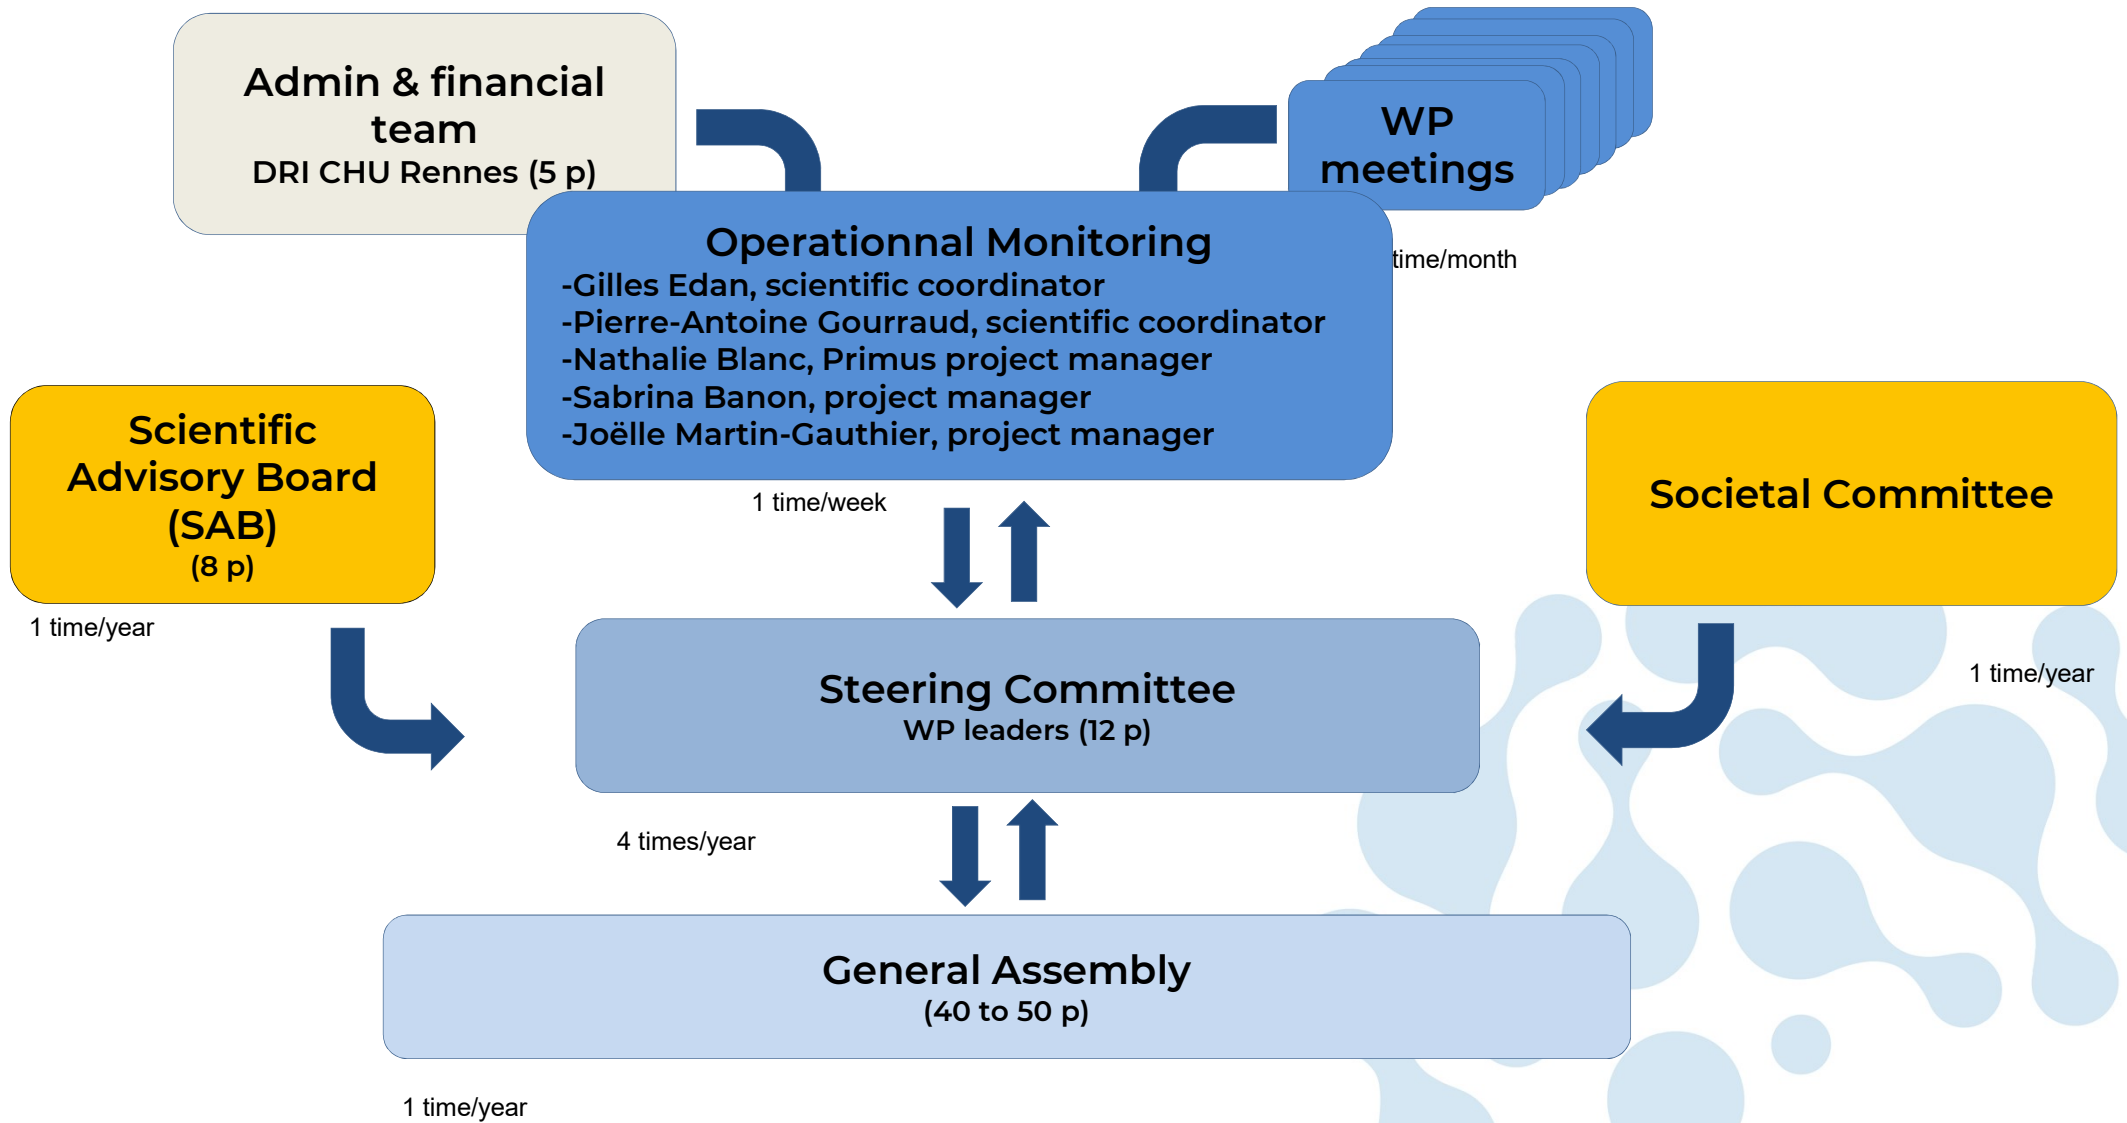 Admin & financial
team
DRI CHU Rennes (5 p)
WP
meetings
time/month
Operationnal Monitoring
-Gilles Edan, scientific coordinator
-Pierre-Antoine Gourraud, scientific coordinator
-Nathalie Blanc, Primus project manager
-Sabrina Banon, project manager
-Joëlle Martin-Gauthier, project manager
1 time/week
Scientific
Advisory Board
(SAB)
(8 p)
1 time/year
Societal Committee
1 time/year
Steering Committee
WP leaders (12 p)
4 times/year
General Assembly
(40 to 50 p)
1 time/year